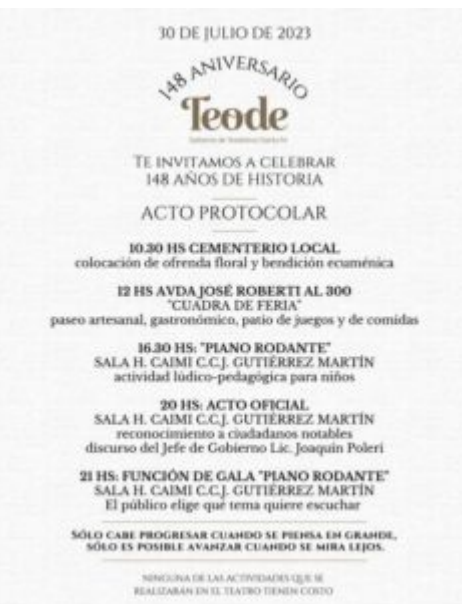 30 DE JULIO DE 2023
148 ANIVERSARIO
Teode
TE INVITAMOS A CELEBRAR
148 AÑOS DE HISTORIA
ACTO PROTOCOLAR
10.30 HS CEMENTERIO LOCAL
colocación de ofrenda floral y bendición ecuménica
12 HS AVDA JOSÉ ROBERTI AL 300
"CUADRA DE FERIA"
paseo artesanal, gastronómico, patio de juegos y de comidas
16.30 HS: "PIANO RODANTE"
SALA H. CAIMI C.C.J. GUTIÉRREZ MARTÍN
actividad lúdico-pedagógica para niños
20 HS: ACTO OFICIAL
SALA H. CAIMI C.C.J. GUTIÉRREZ MARTÍN
reconocimiento a ciudadanos notables
discurso del Jefe de Gobierno Lic. Joaquín Poleri
21 HS: FUNCIÓN DE GALA "PIANO RODANTE"
SALA H. CAIMI C.C.J. GUTIÉRREZ MARTÍN
El público elige qué tema quiere escuchar
SÓLO CABE PROGRESAR CUANDO SE PIENSA EN GRANDE,
SÓLO ES POSIBLE AVANZAR CUANDO SE MIRA LEJOS.
NINGUNA DE LAS ACTIVIDADES QUE SE
REALIZARÁN EN EL TEATRO TIENEN COSTO